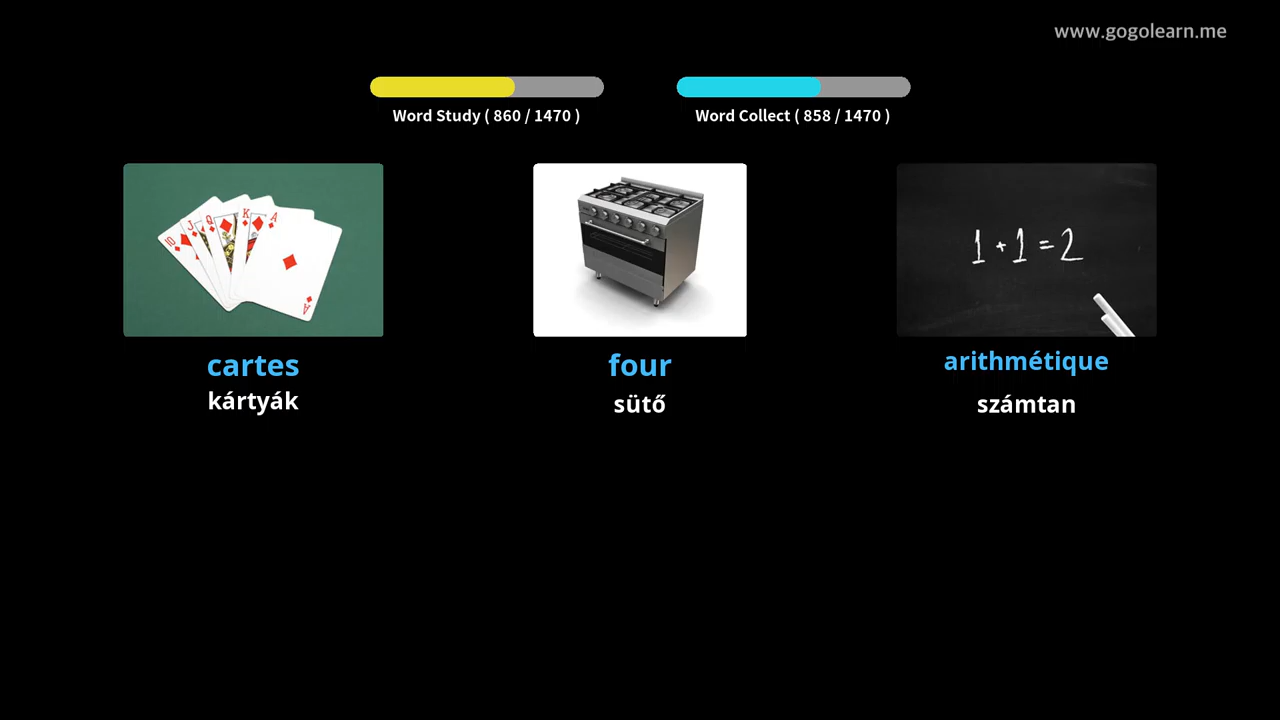 www.gogolearn.me
Word Study ( 860 / 1470 )
Word Collect ( 858 / 1470 )
10 J Q K A
A
1 + 1 = 2
cartes
four
arithmétique
kártyák
sütő
számtan